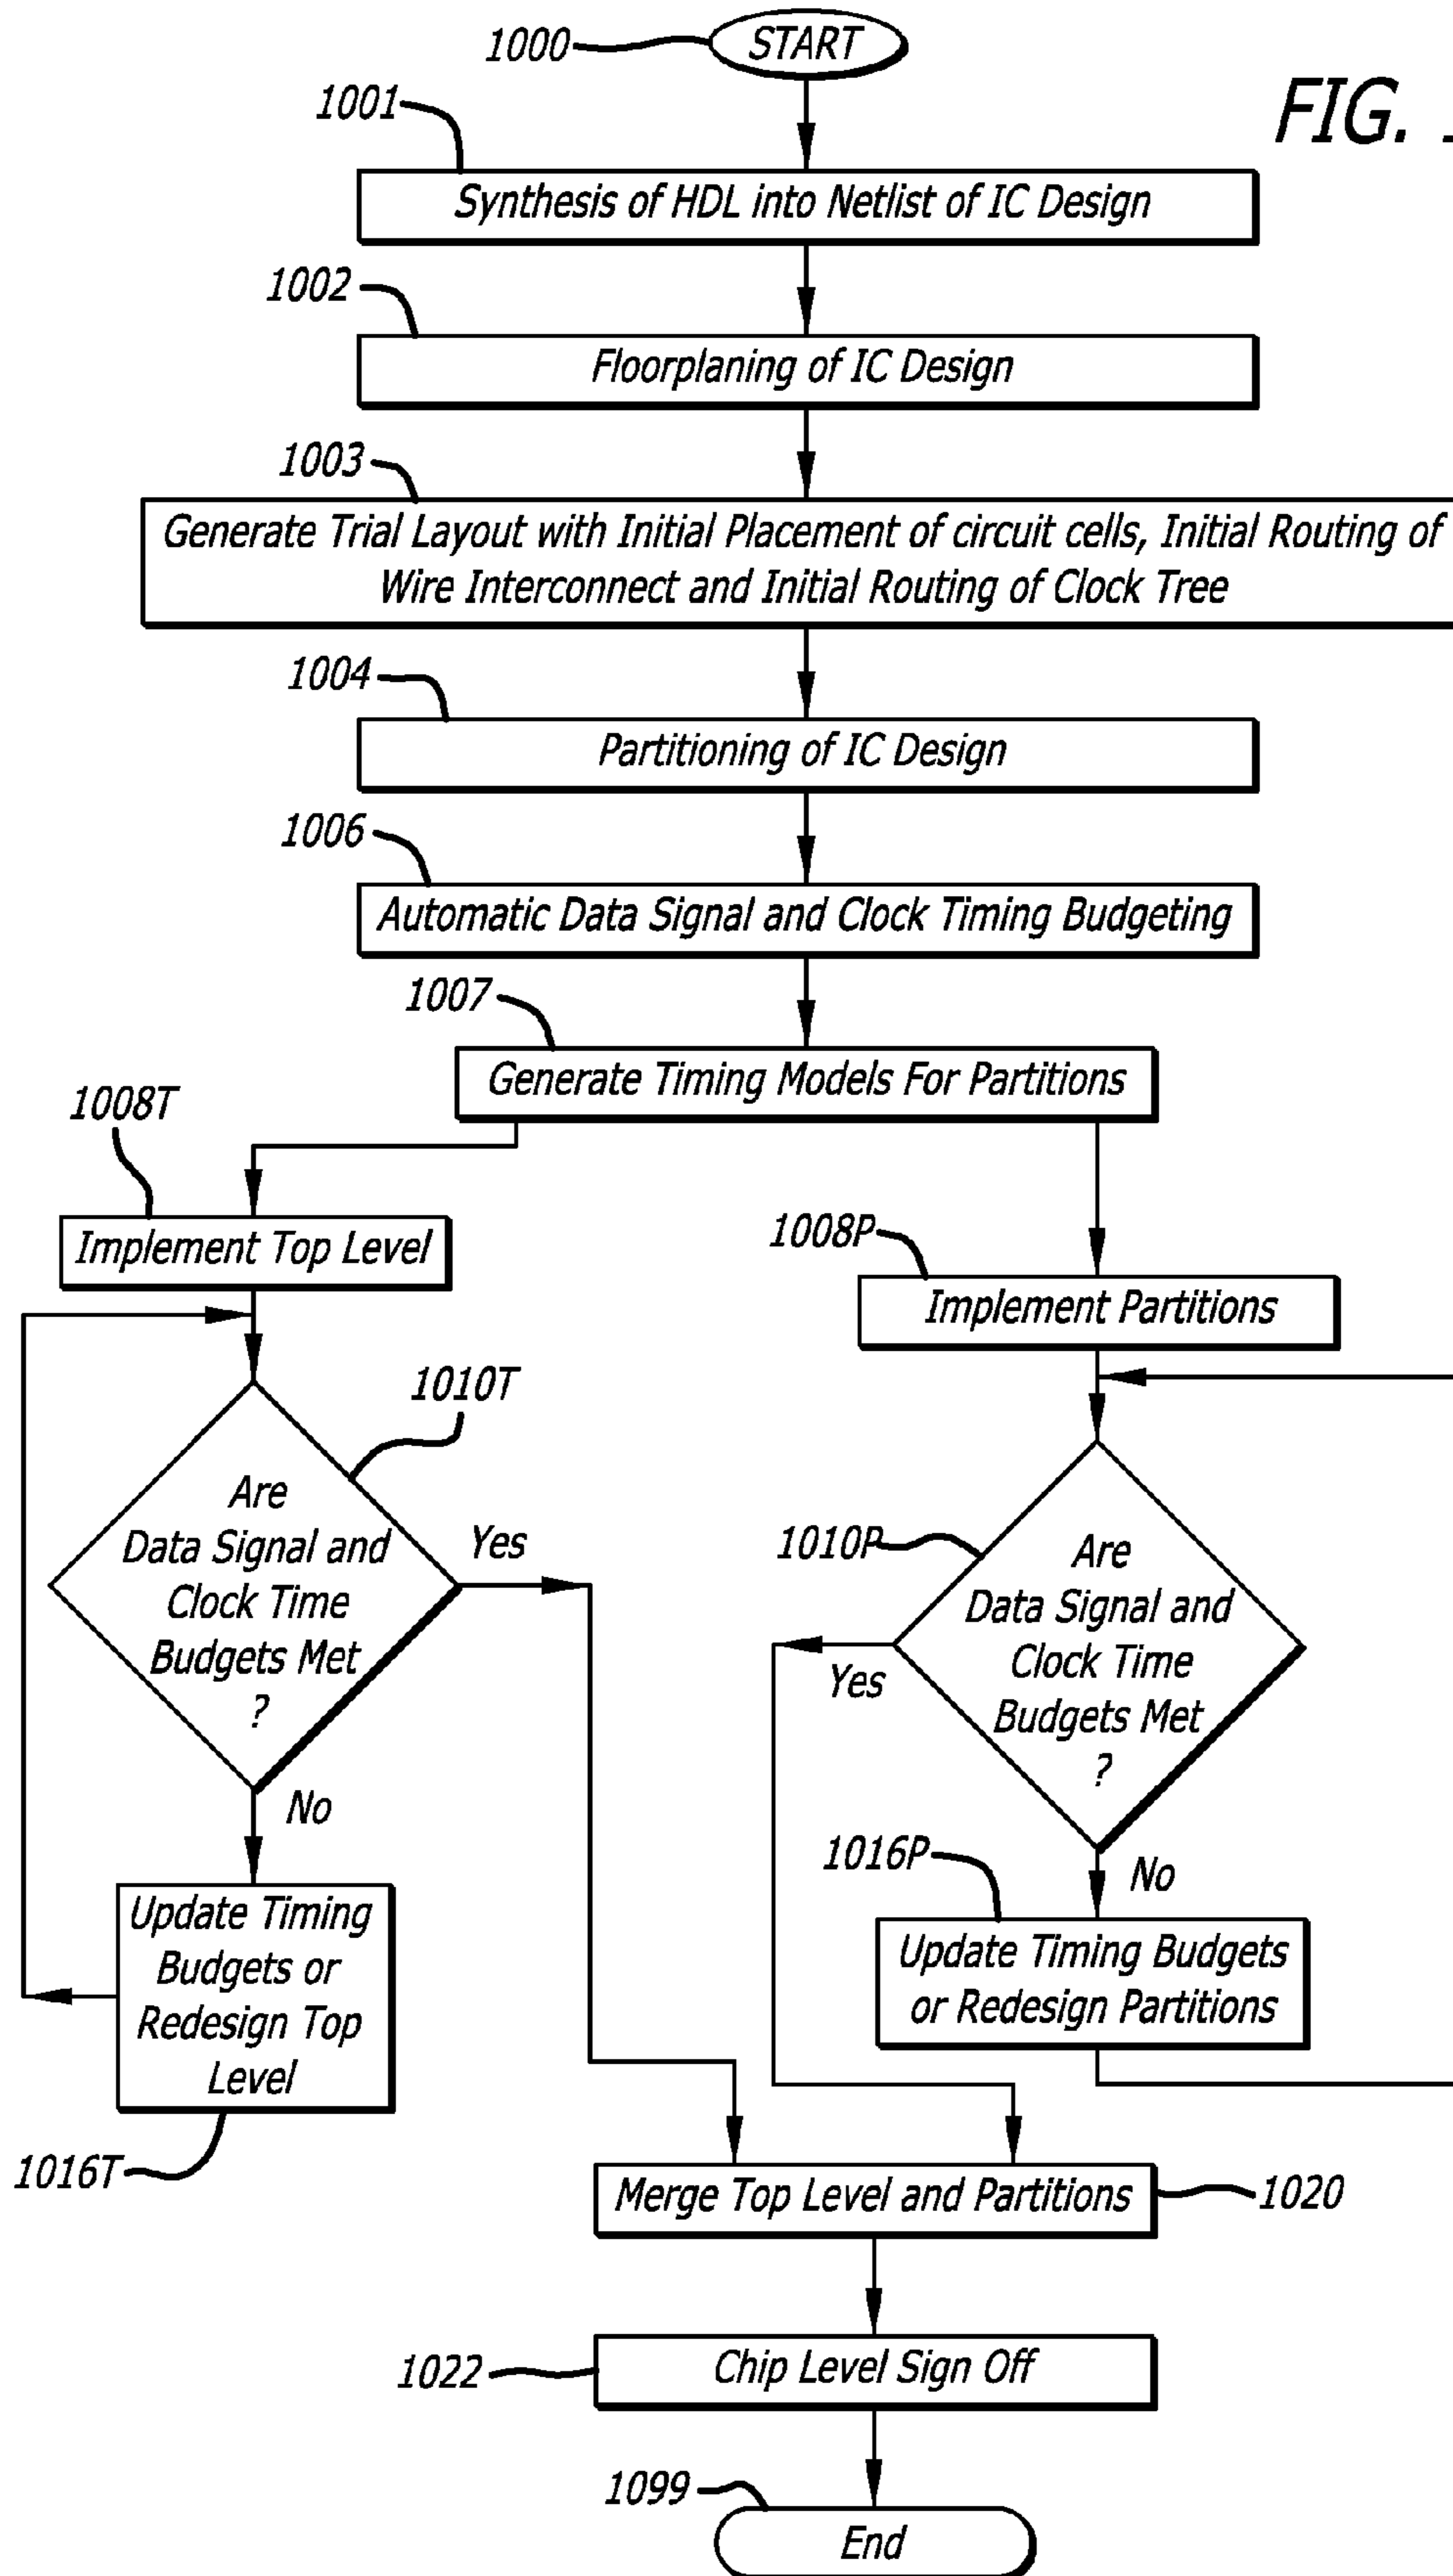 1000
START
FIG.
1001
Synthesis of HDL into Netlist of IC Design
1002
Floorplaning of IC Design
1003
Generate Trial Layout with Initial Placement of circuit cells, Initial Routing of
Wire Interconnect and Initial Routing of Clock Tree
1004
Partitioning of IC Design
1006
Automatic Data Signal and Clock Timing Budgeting
1007
Generate Timing Models For Partitions
1008T
Implement Top Level
1008P
Implement Partitions
1010T
Are
Data Signal and
Clock Time
Budgets Met
?
Yes
No
1010P
Are
Data Signal and
Clock Time
Budgets Met
?
Yes
No
Update Timing
Budgets or
Redesign Top
Level
1016T
1016P
Update Timing Budgets
or Redesign Partitions
Merge Top Level and Partitions
1020
1022
Chip Level Sign Off
1099
End